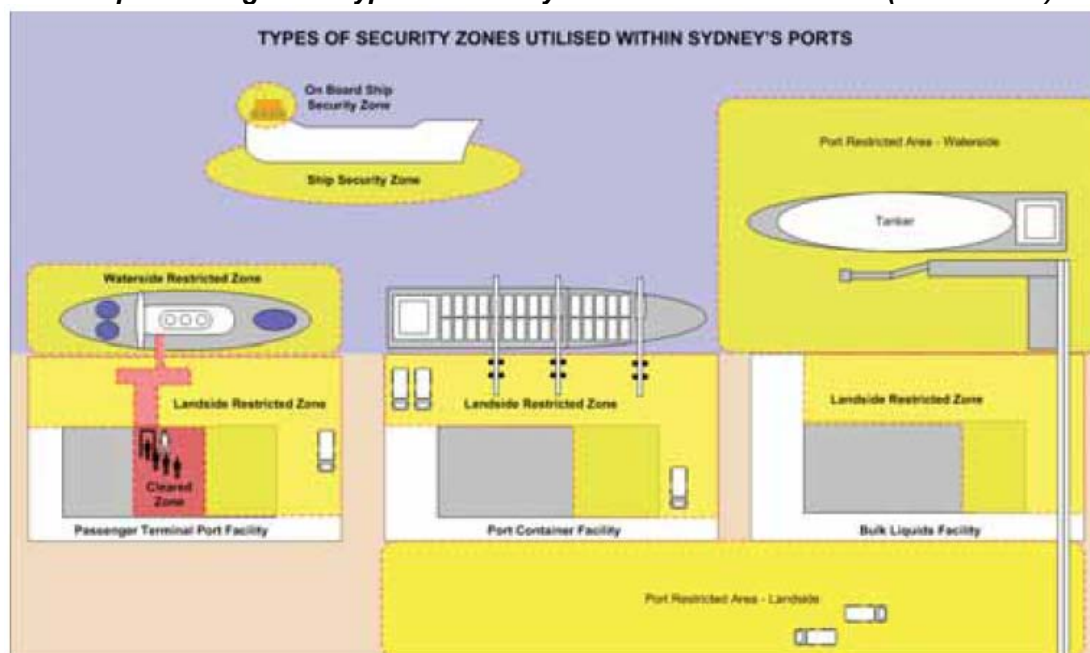 TYPES OF SECURITY ZONES UTILISED WITHIN SYDNEY'S PORTS
On Board Ship
Security Zone
Ship Security Zone
Port Restricted Area - Waterside
Tanker
Waterside Restricted Zone
Landside Restricted Zone
Landside Restricted Zone
Landside Restricted Zone
Cleared
Zone
Passenger Terminal Port Facility
Port Container Facility
Bulk Liquids Facility
Port Restricted Area - Landside